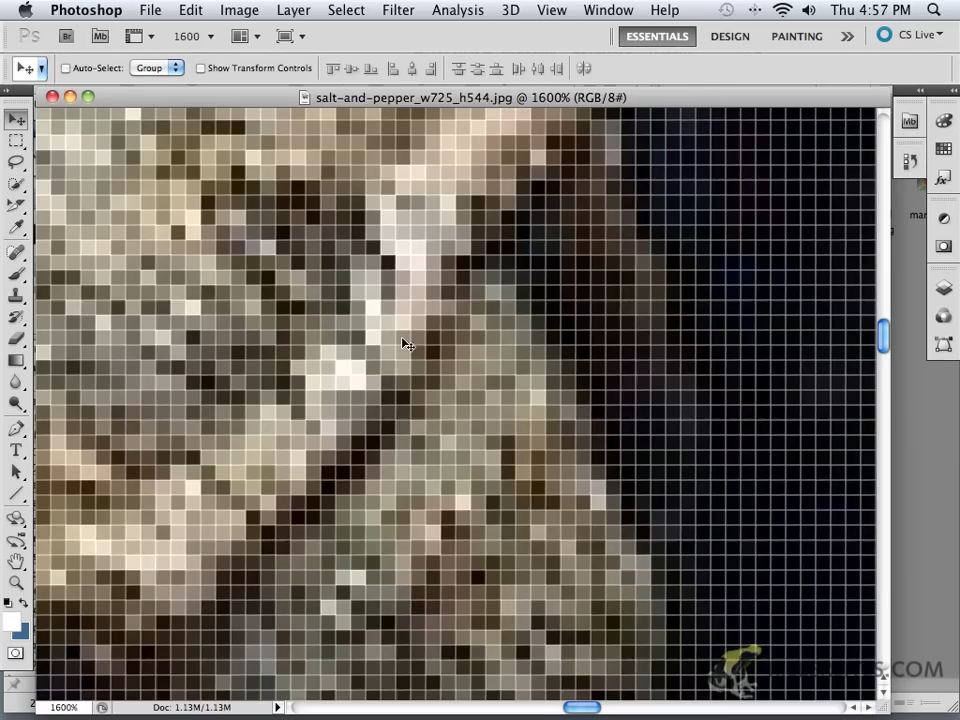 Photoshop File Edit Image Layer Select Filter Analysis 3D View Window Help Thu 4:57 PM
Ps Br Mb 1600 ESSENTIALS DESIGN PAINTING CS Live
Auto-Select: Group Show Transform Controls
salt-and-pepper_w725_h544.jpg @ 1600% (RGB/8#)
Mb
fx
T
1600% Doc: 1.13M/1.13M